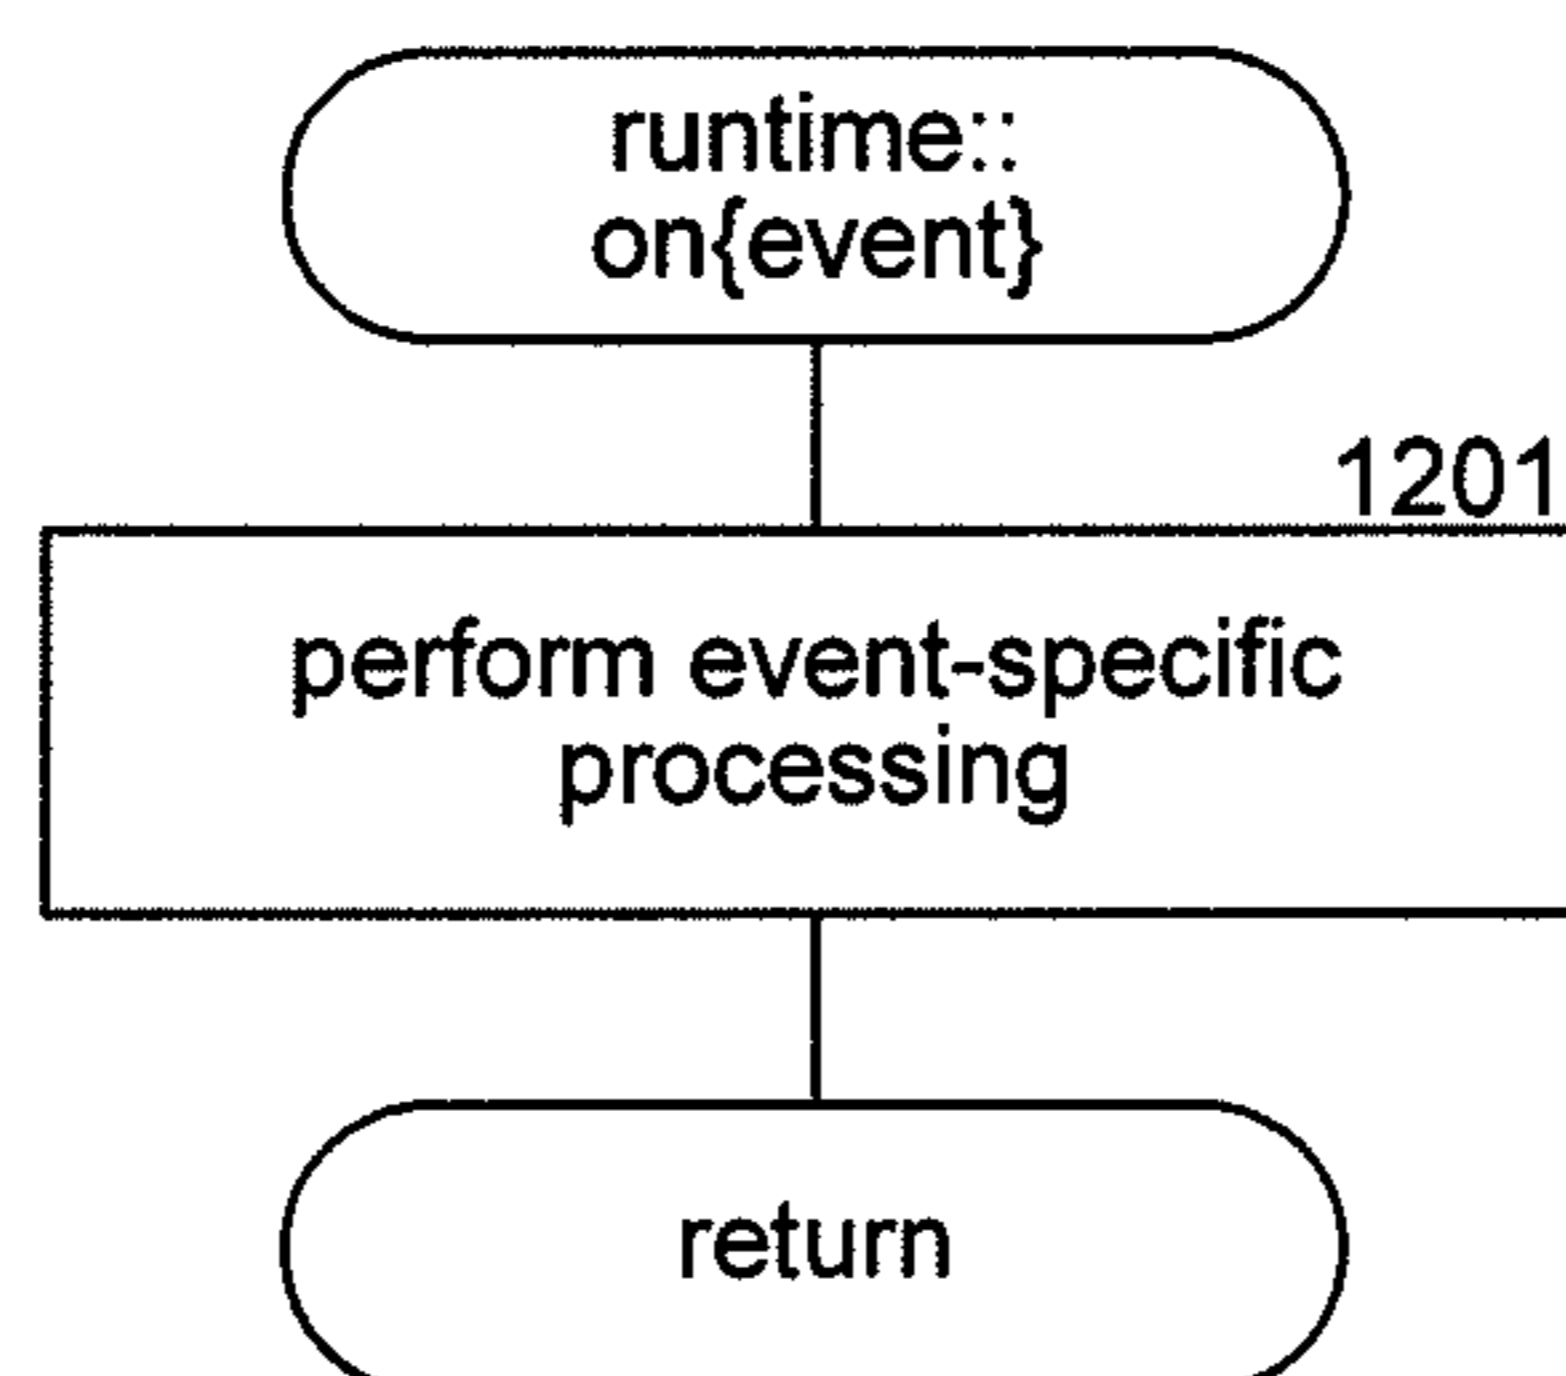 runtime::
on{event}
1201
perform event-specific
processing
return